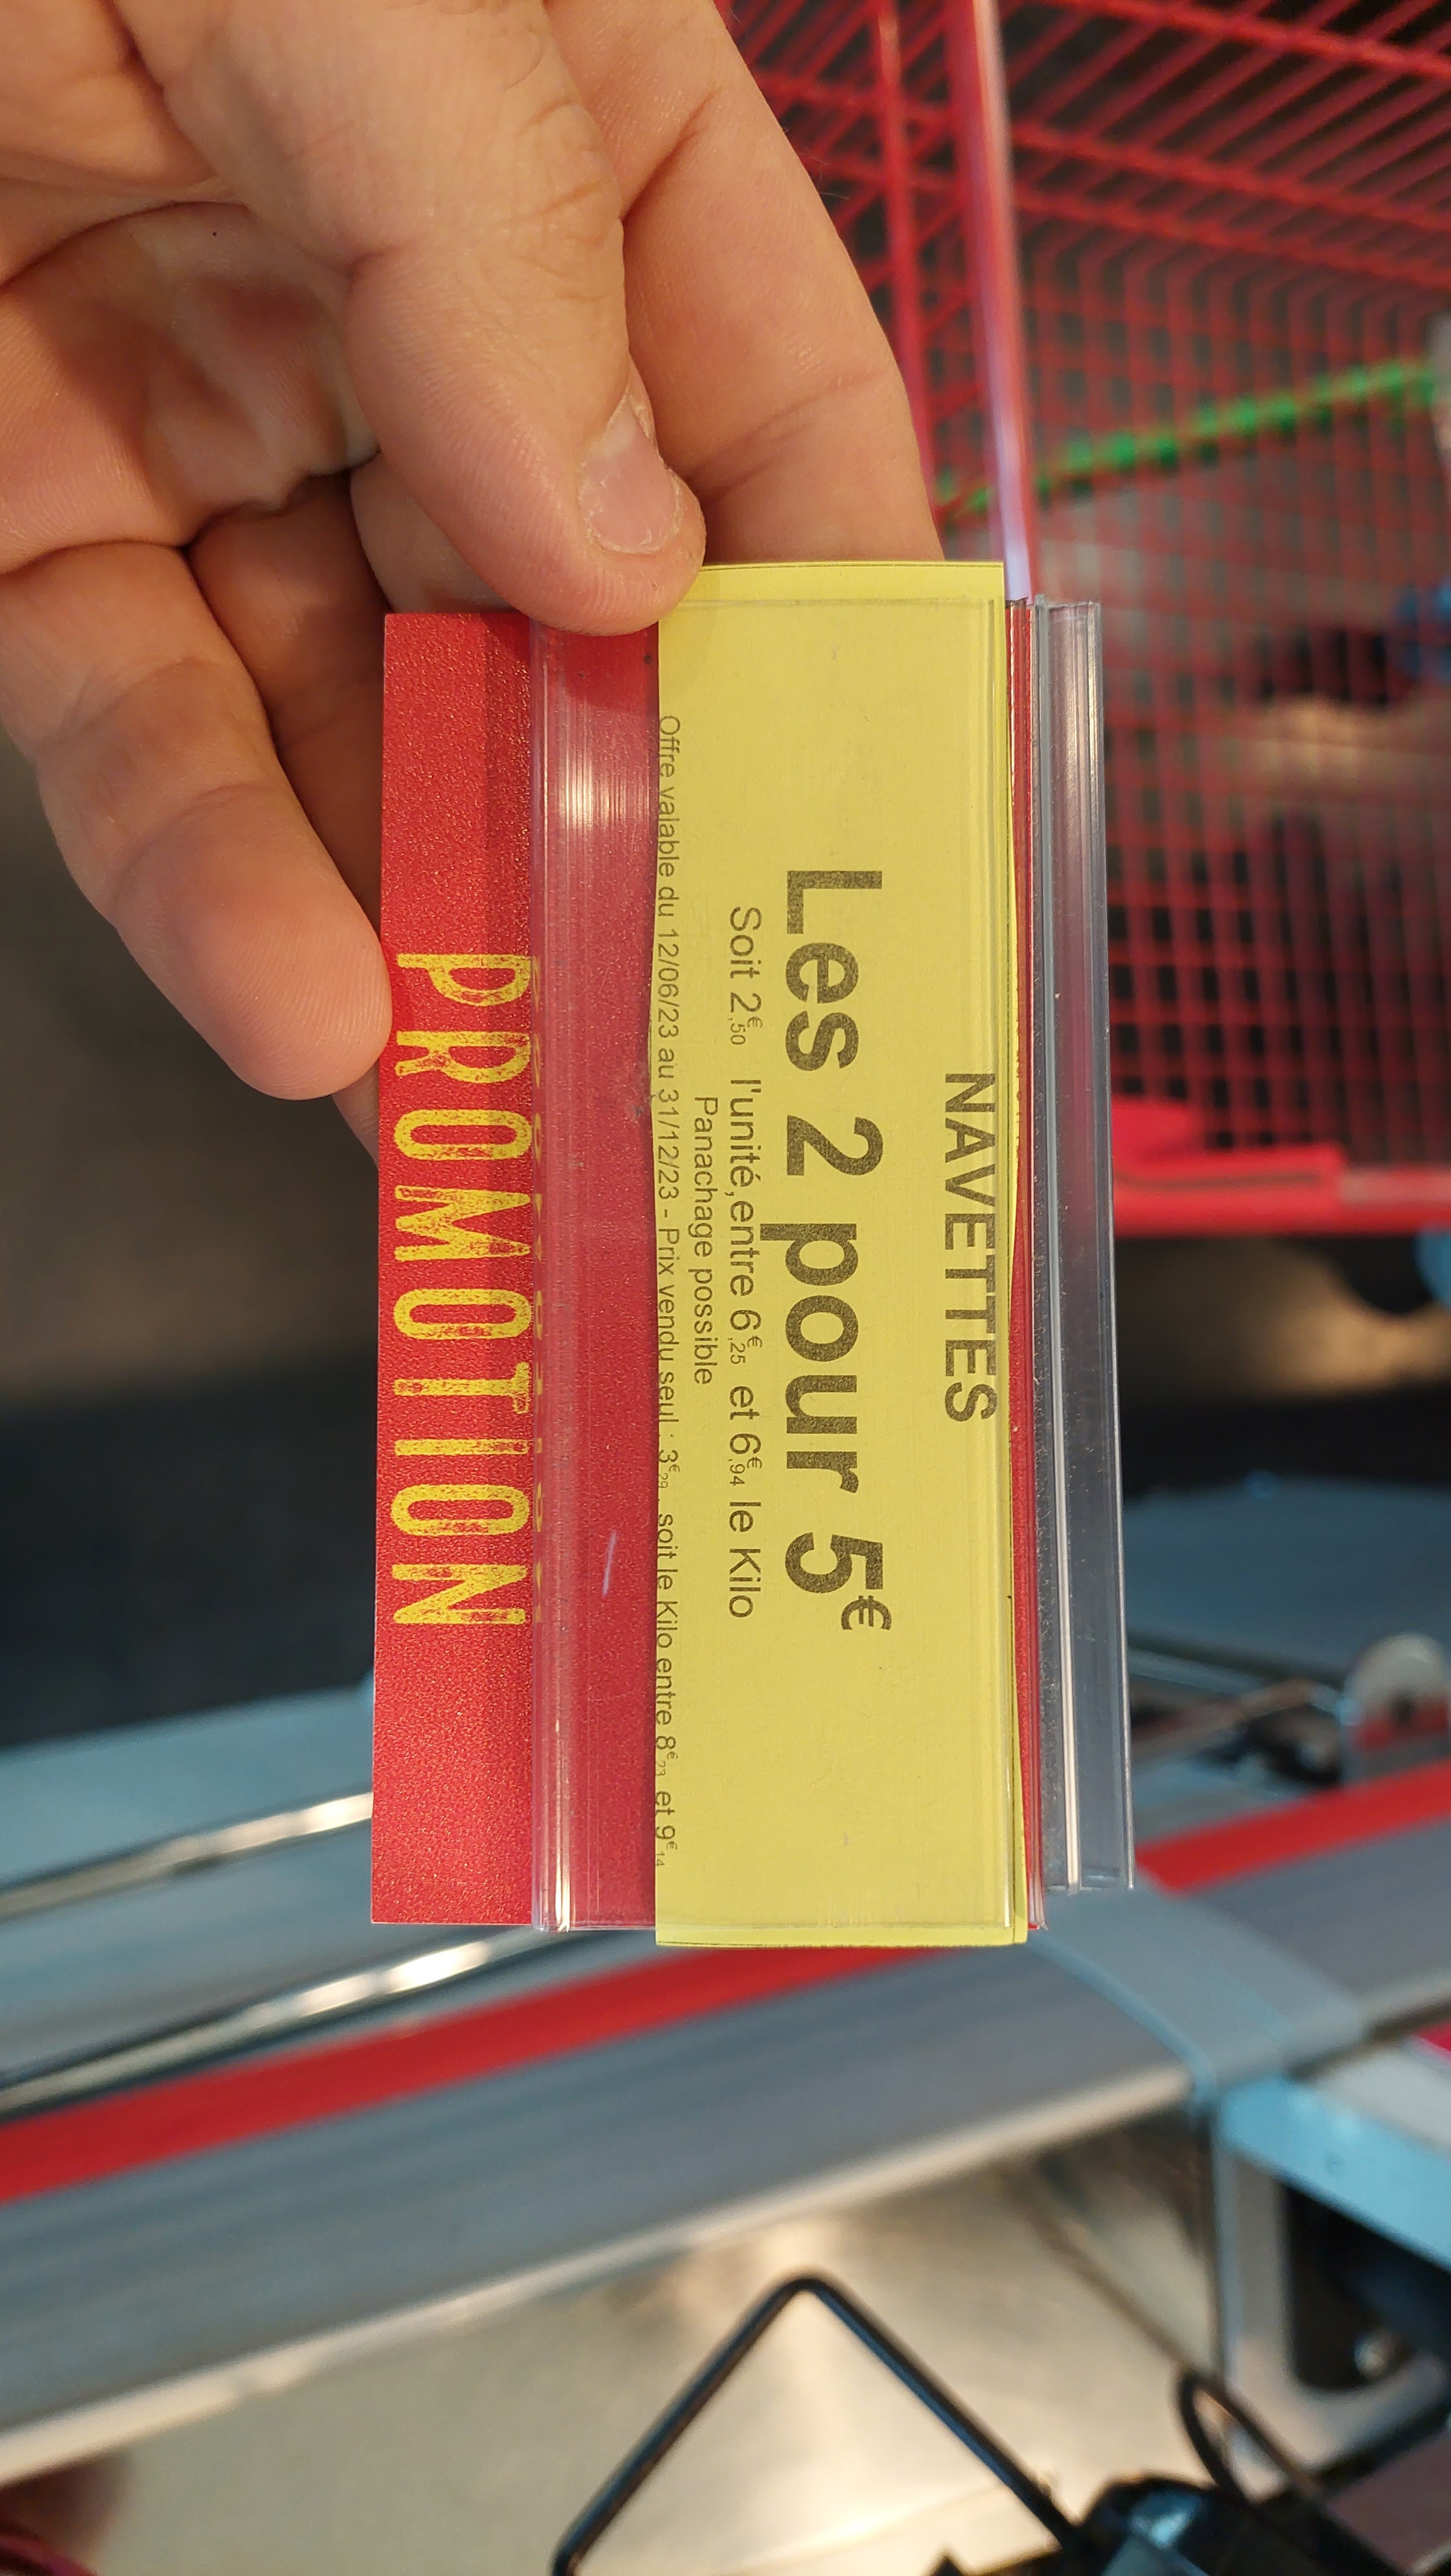 NAVETTES
Les 2 pour 5€
Soit 2€,50 l'unité,entre 6€,25 et 6€,94 le Kilo
Panachage possible
Offre valable du 12/06/23 au 31/12/23 - Prix vendu seul : 3€,29 , soit le Kilo entre 8€,23 et 9€,14
PROMOTION